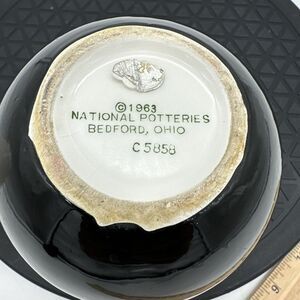 ©1963
NATIONAL POTTERIES
BEDFORD, OHIO
C5858